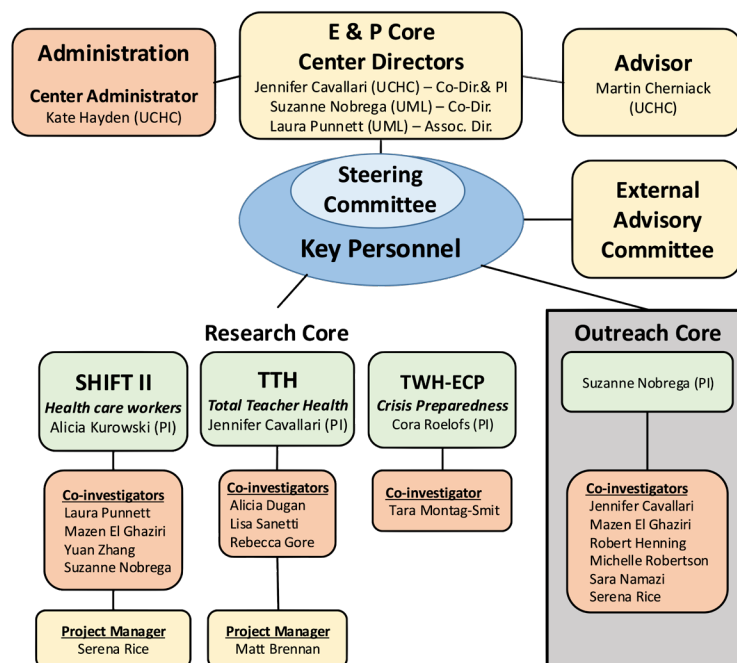 Administration
Center Administrator
Kate Hayden (UCHC)
E & P Core
Center Directors
Jennifer Cavallari (UCHC) – Co-Dir.& PI
Suzanne Nobrega (UML) – Co-Dir.
Laura Punnett (UML) – Assoc. Dir.
Advisor
Martin Cherniack
(UCHC)
Steering
Committee
Key Personnel
External
Advisory
Committee
Research Core
SHIFT II
Health care workers
Alicia Kurowski (PI)
Co-investigators
Laura Punnett
Mazen El Ghaziri
Yuan Zhang
Suzanne Nobrega
Project Manager
Serena Rice
TTH
Total Teacher Health
Jennifer Cavallari (PI)
Co-investigators
Alicia Dugan
Lisa Sanetti
Rebecca Gore
Project Manager
Matt Brennan
TWH-ECP
Crisis Preparedness
Cora Roelofs (PI)
Co-investigator
Tara Montag-Smit
Outreach Core
Suzanne Nobrega (PI)
Co-investigators
Jennifer Cavallari
Mazen El Ghaziri
Robert Henning
Michelle Robertson
Sara Namazi
Serena Rice